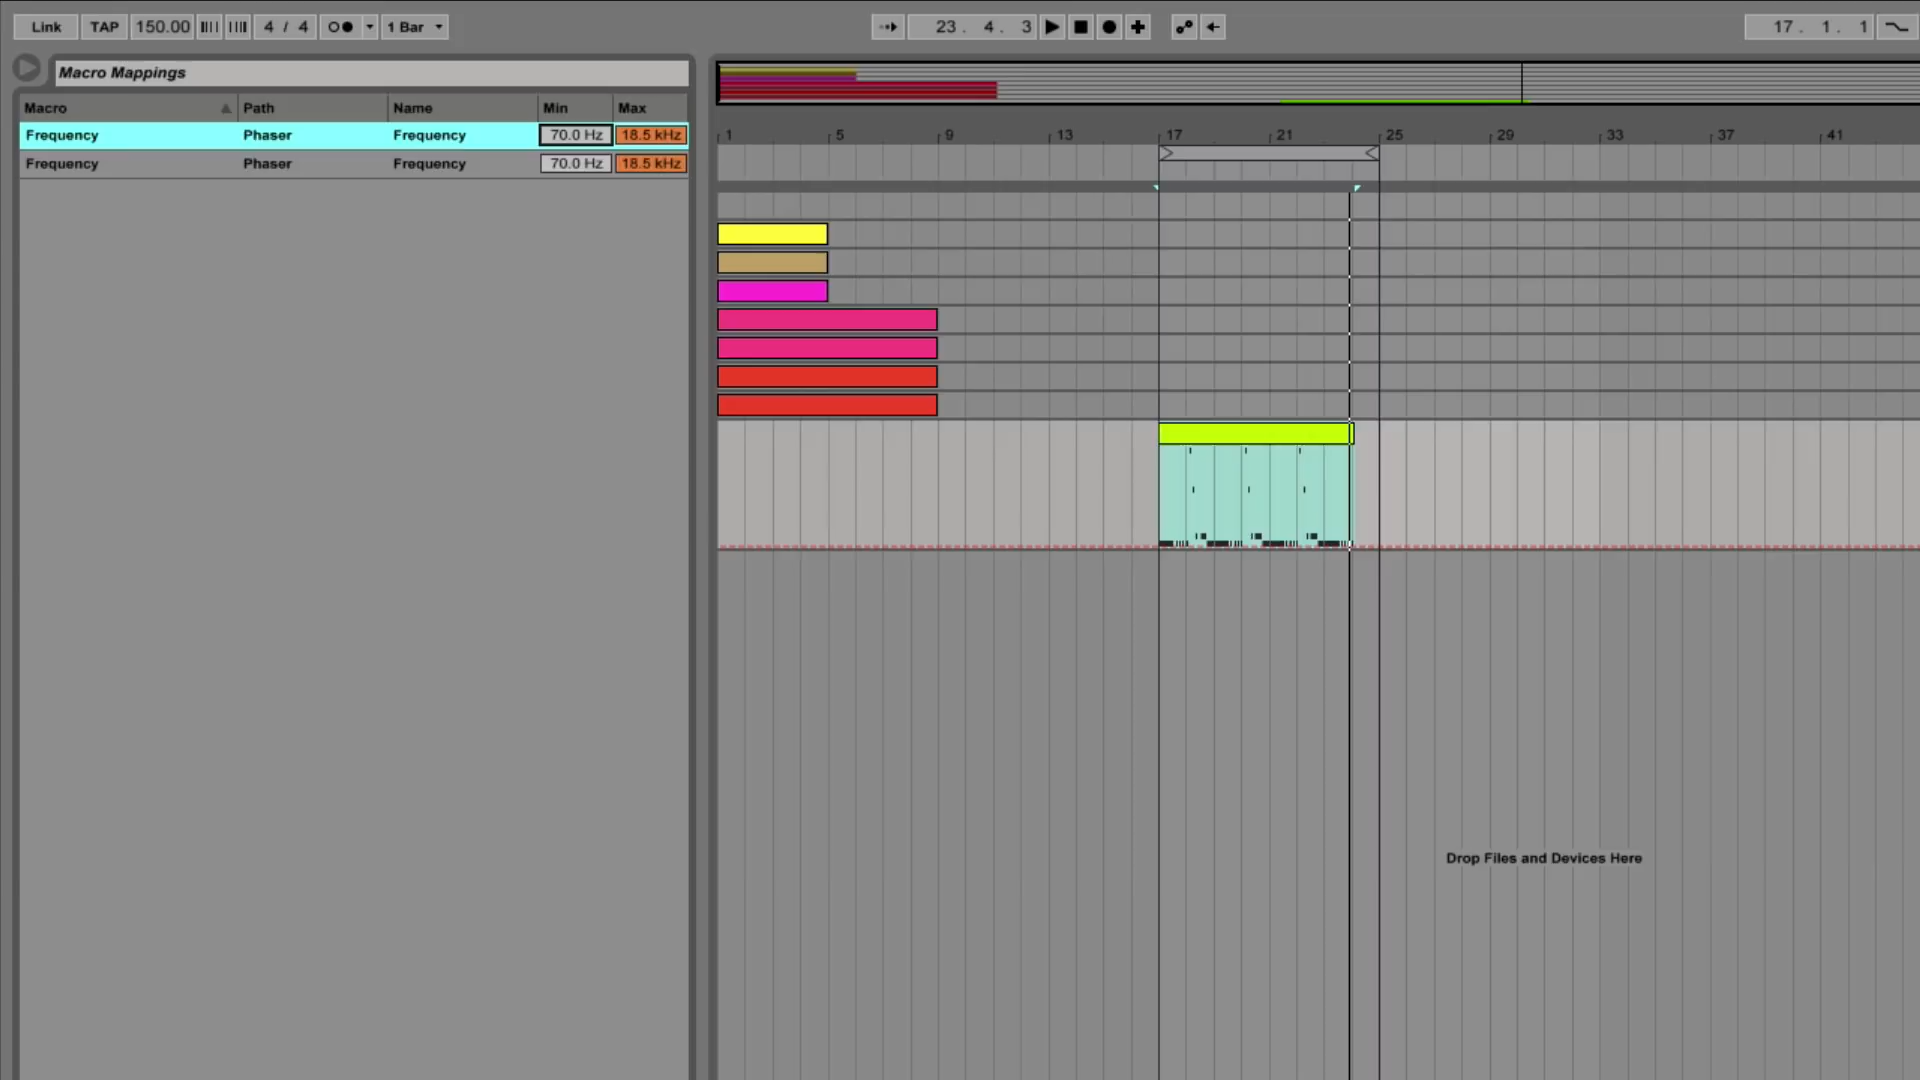 Link TAP 150.00 4 / 4 1 Bar 23. 4. 3 17. 1. 1
Macro Mappings
Macro Path Name Min Max
Frequency Phaser Frequency 70.0 Hz 18.5 kHz
Frequency Phaser Frequency 70.0 Hz 18.5 kHz
1 5 9 13 17 21 25 29 33 37 41
Drop Files and Devices Here